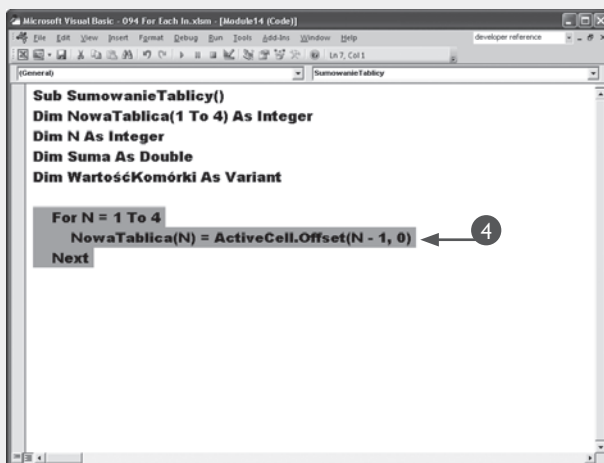 Microsoft Visual Basic - 094 For Each In.xlsm - [Module14 (Code)]
File Edit View Insert Format Debug Run Tools Add-Ins Window Help developer reference
Ln 7, Col 1
(General) SumowanieTablicy
Sub SumowanieTablicy()
Dim NowaTablica(1 To 4) As Integer
Dim N As Integer
Dim Suma As Double
Dim WartośćKomórki As Variant
For N = 1 To 4
NowaTablica(N) = ActiveCell.Offset(N - 1, 0)
4
Next